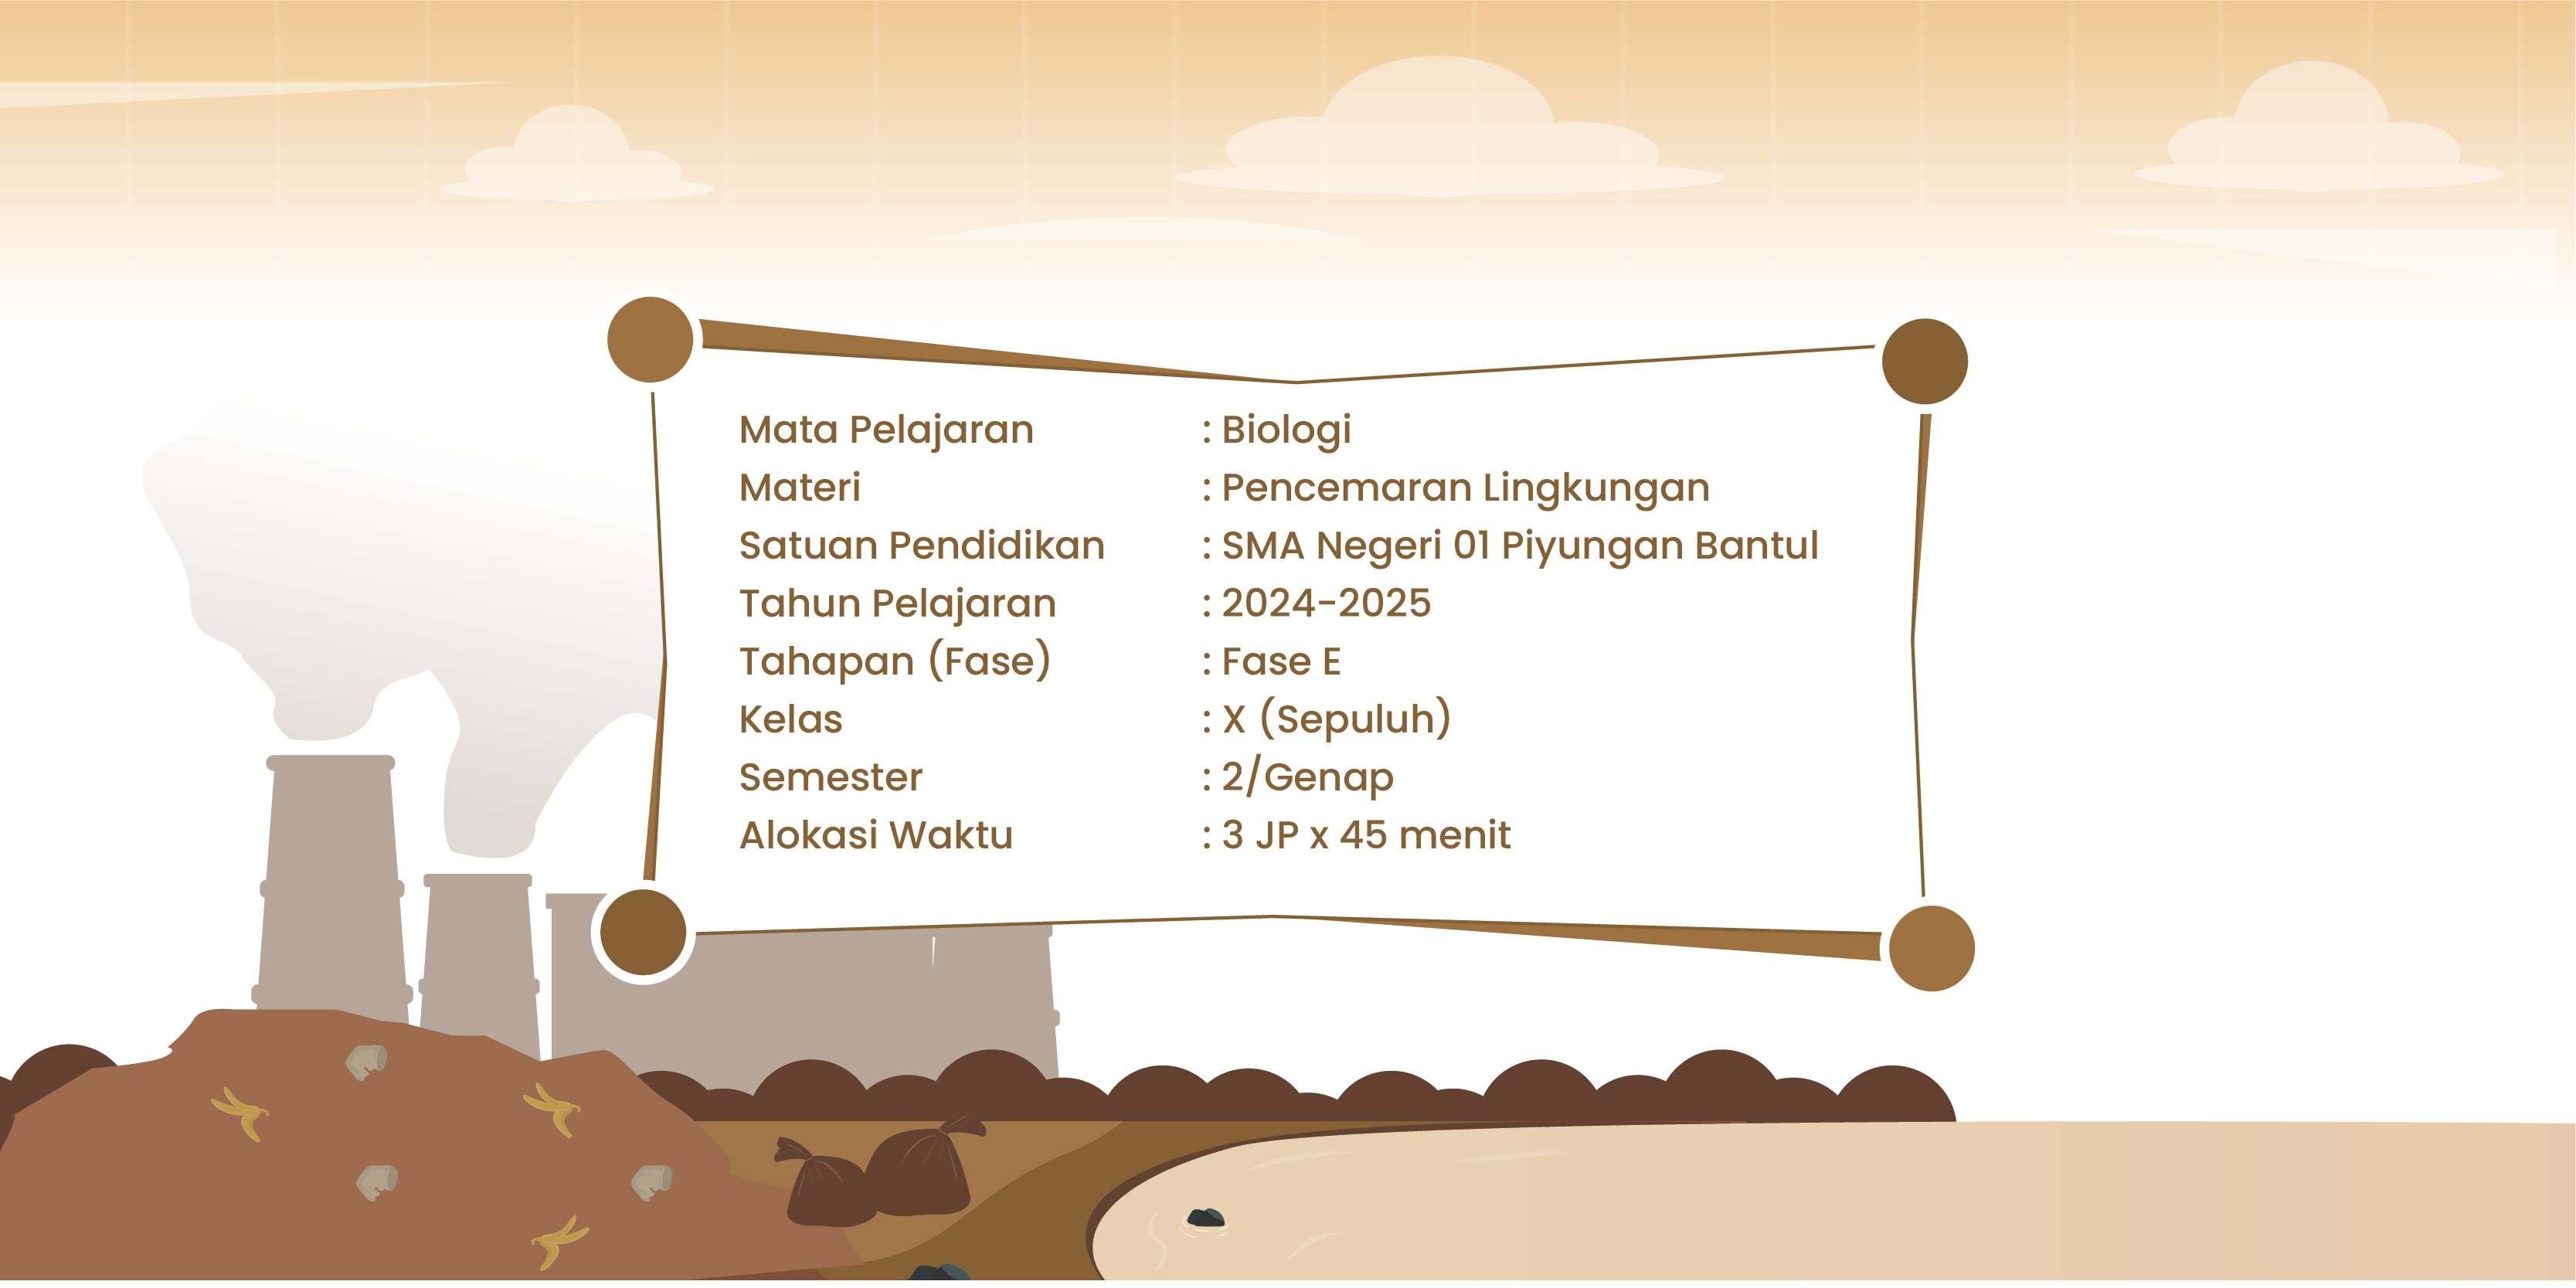 Mata Pelajaran : Biologi
Materi : Pencemaran Lingkungan
Satuan Pendidikan : SMA Negeri 01 Piyungan Bantul
Tahun Pelajaran : 2024-2025
Tahapan (Fase) : Fase E
Kelas : X (Sepuluh)
Semester : 2/Genap
Alokasi Waktu : 3 JP x 45 menit